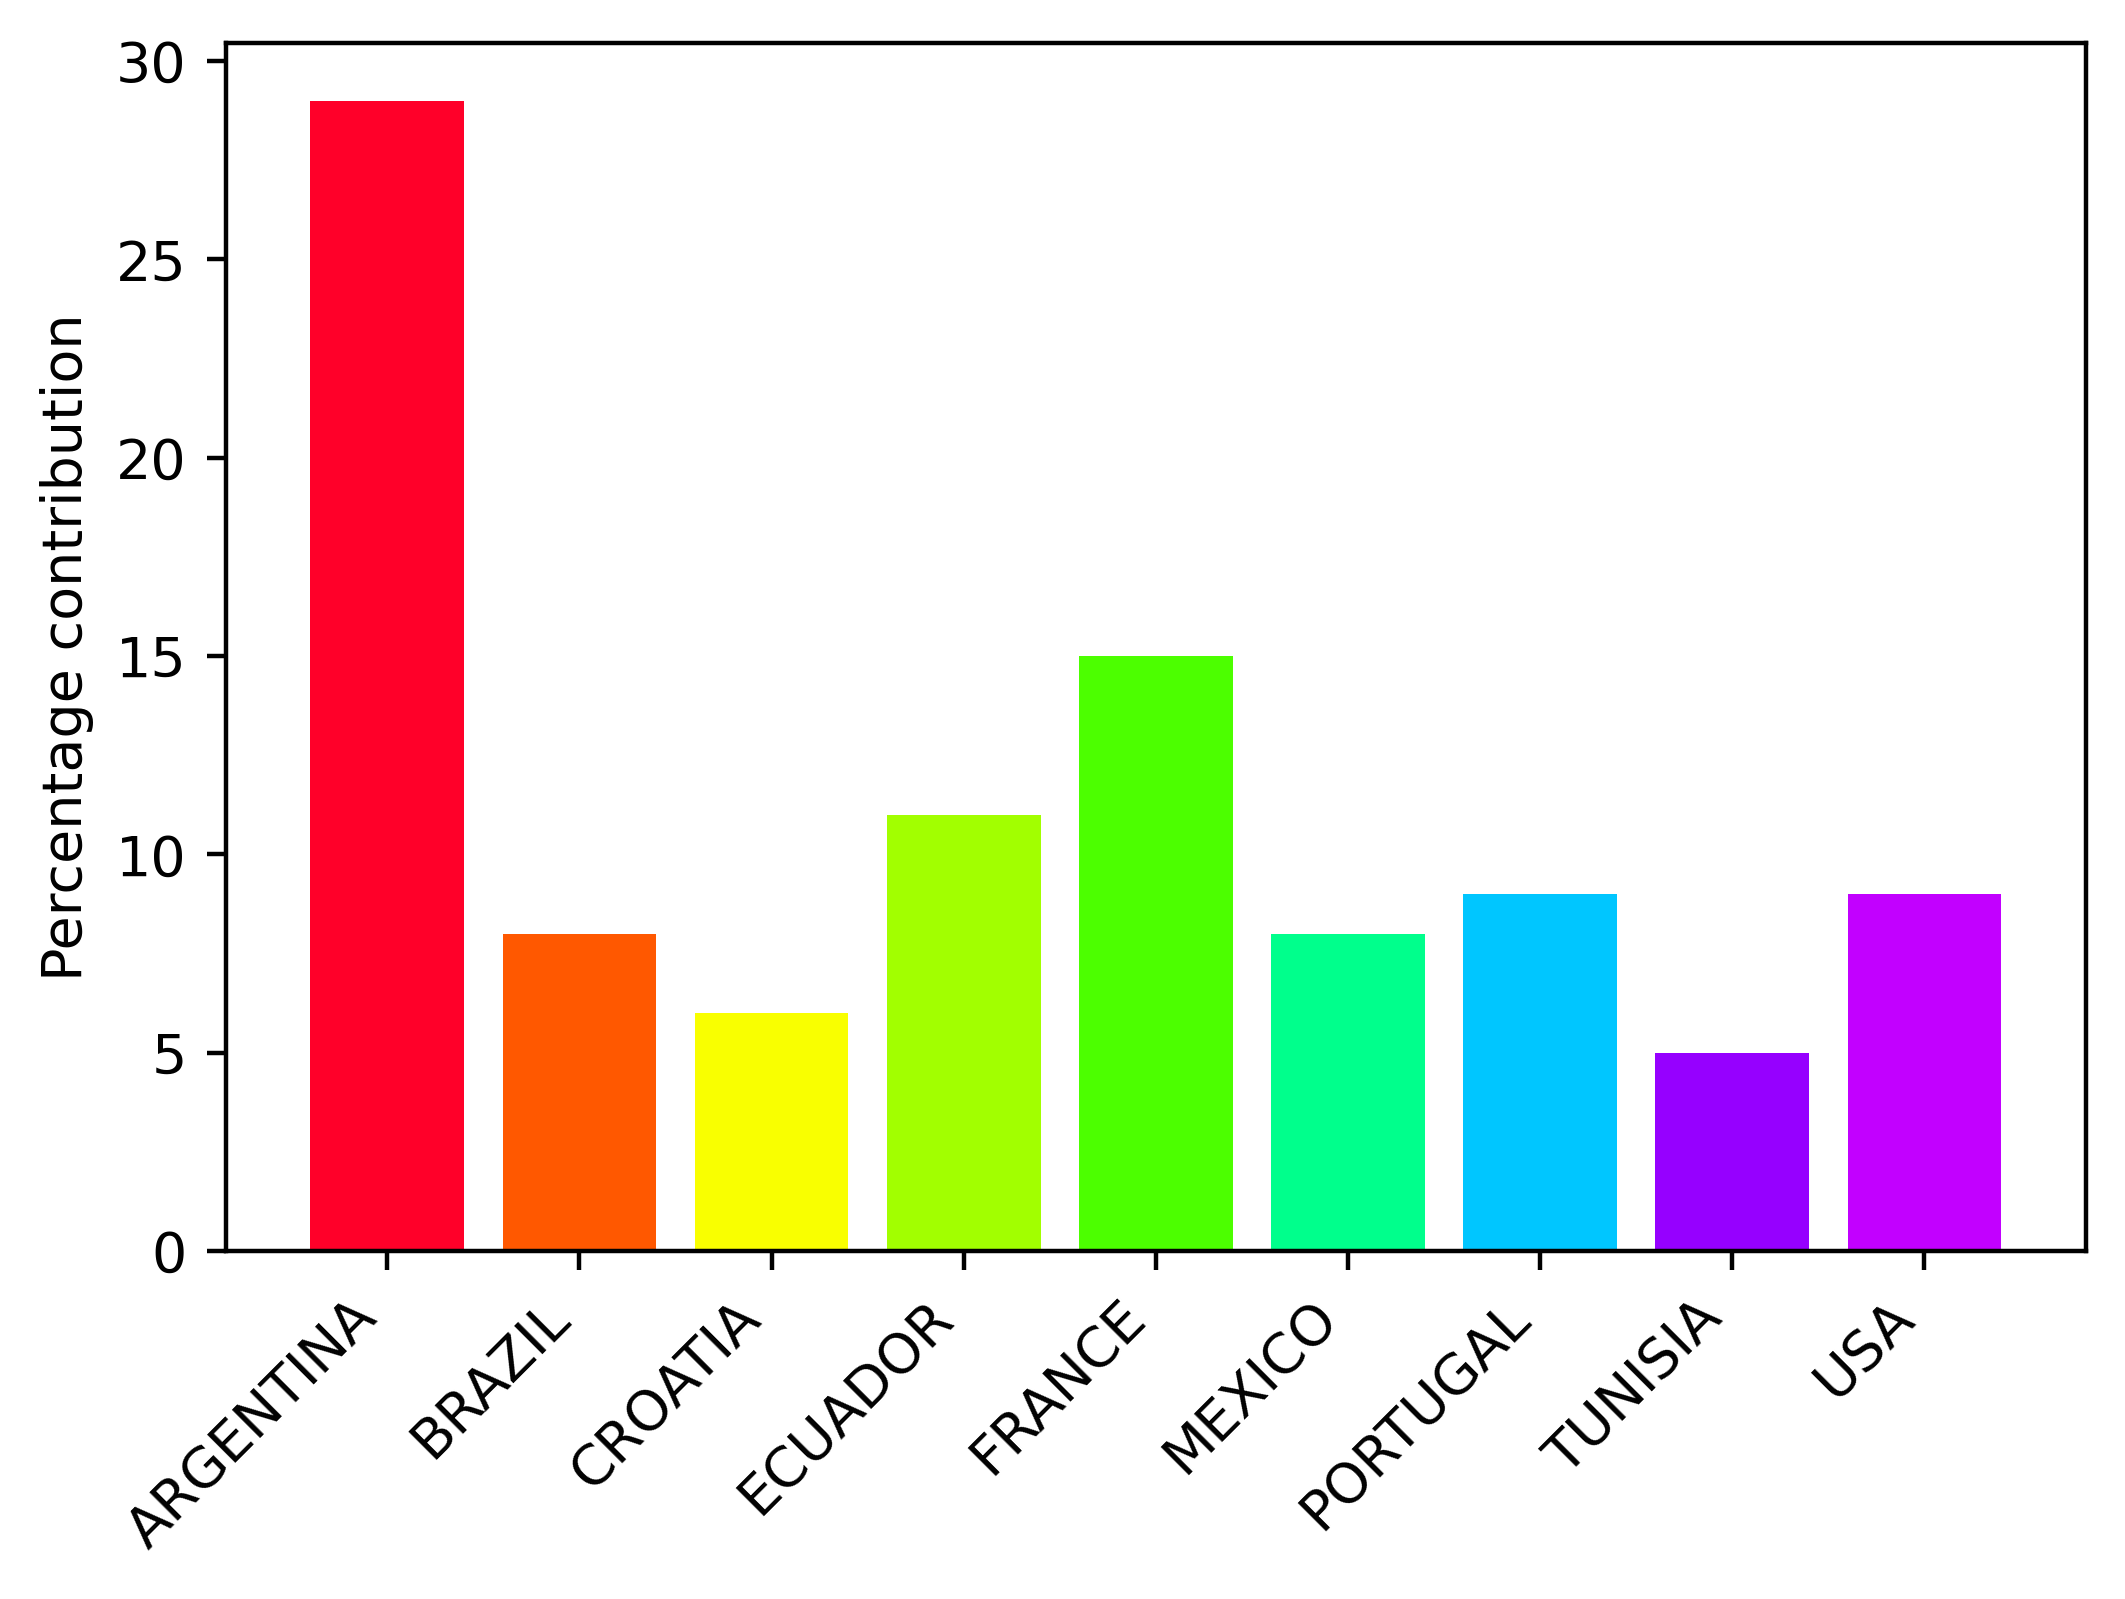 Percentage contribution
30
25
20
15
10
5
0
ARGENTINA
BRAZIL
CROATIA
ECUADOR
FRANCE
MEXICO
PORTUGAL
TUNISIA
USA